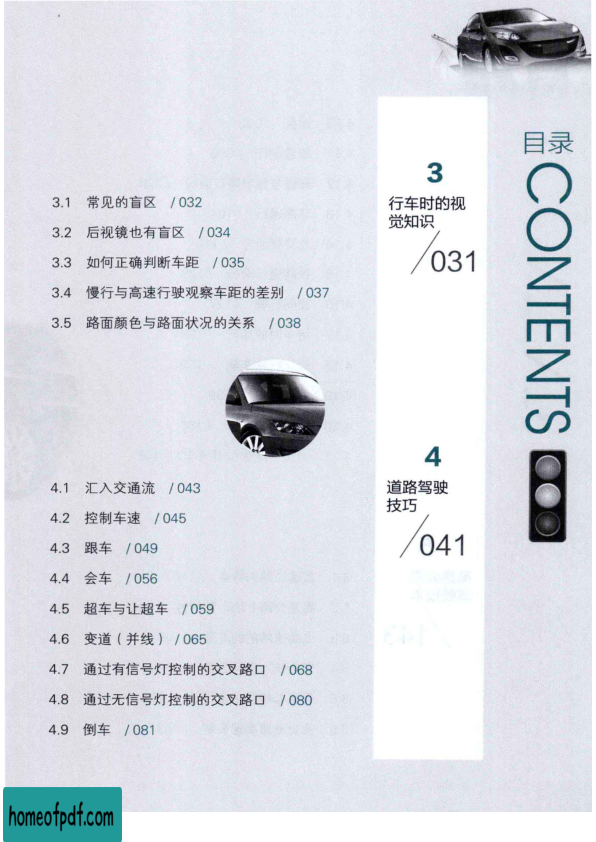 目录
CONTENTS
3
行车时的视
觉知识
/031
3.1 常见的盲区 /032
3.2 后视镜也有盲区 /034
3.3 如何正确判断车距 /035
3.4 慢行与高速行驶观察车距的差别 /037
3.5 路面颜色与路面状况的关系 /038
4
道路驾驶
技巧
/041
4.1 汇入交通流 /043
4.2 控制车速 /045
4.3 跟车 /049
4.4 会车 /056
4.5 超车与让超车 /059
4.6 变道（并线）/065
4.7 通过有信号灯控制的交叉路口 /068
4.8 通过无信号灯控制的交叉路口 /080
4.9 倒车 /081
homeofpdf.com